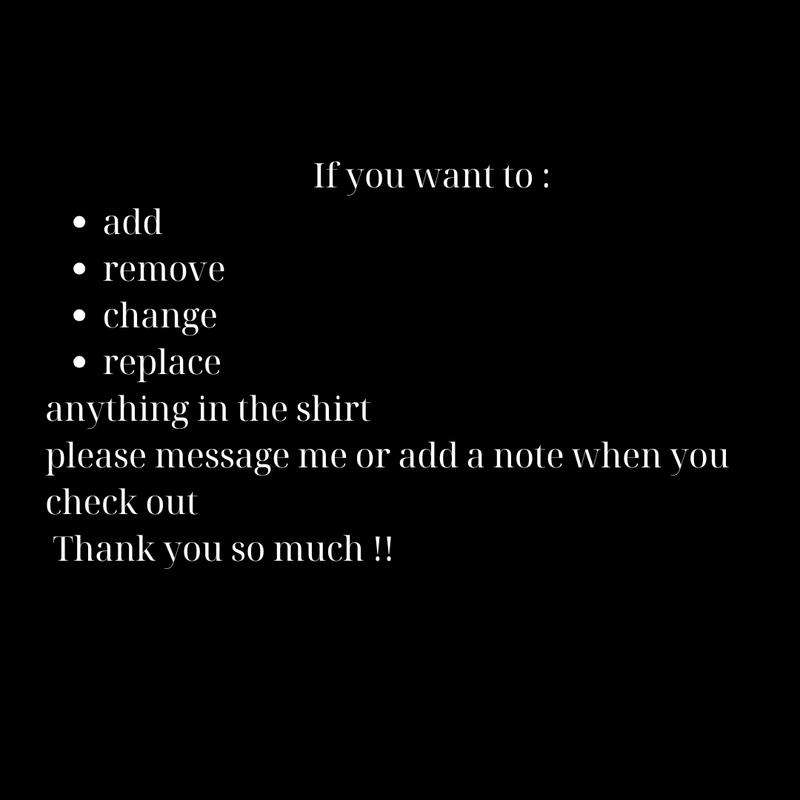 If you want to :
• add
• remove
• change
• replace
anything in the shirt
please message me or add a note when you
check out
Thank you so much !!